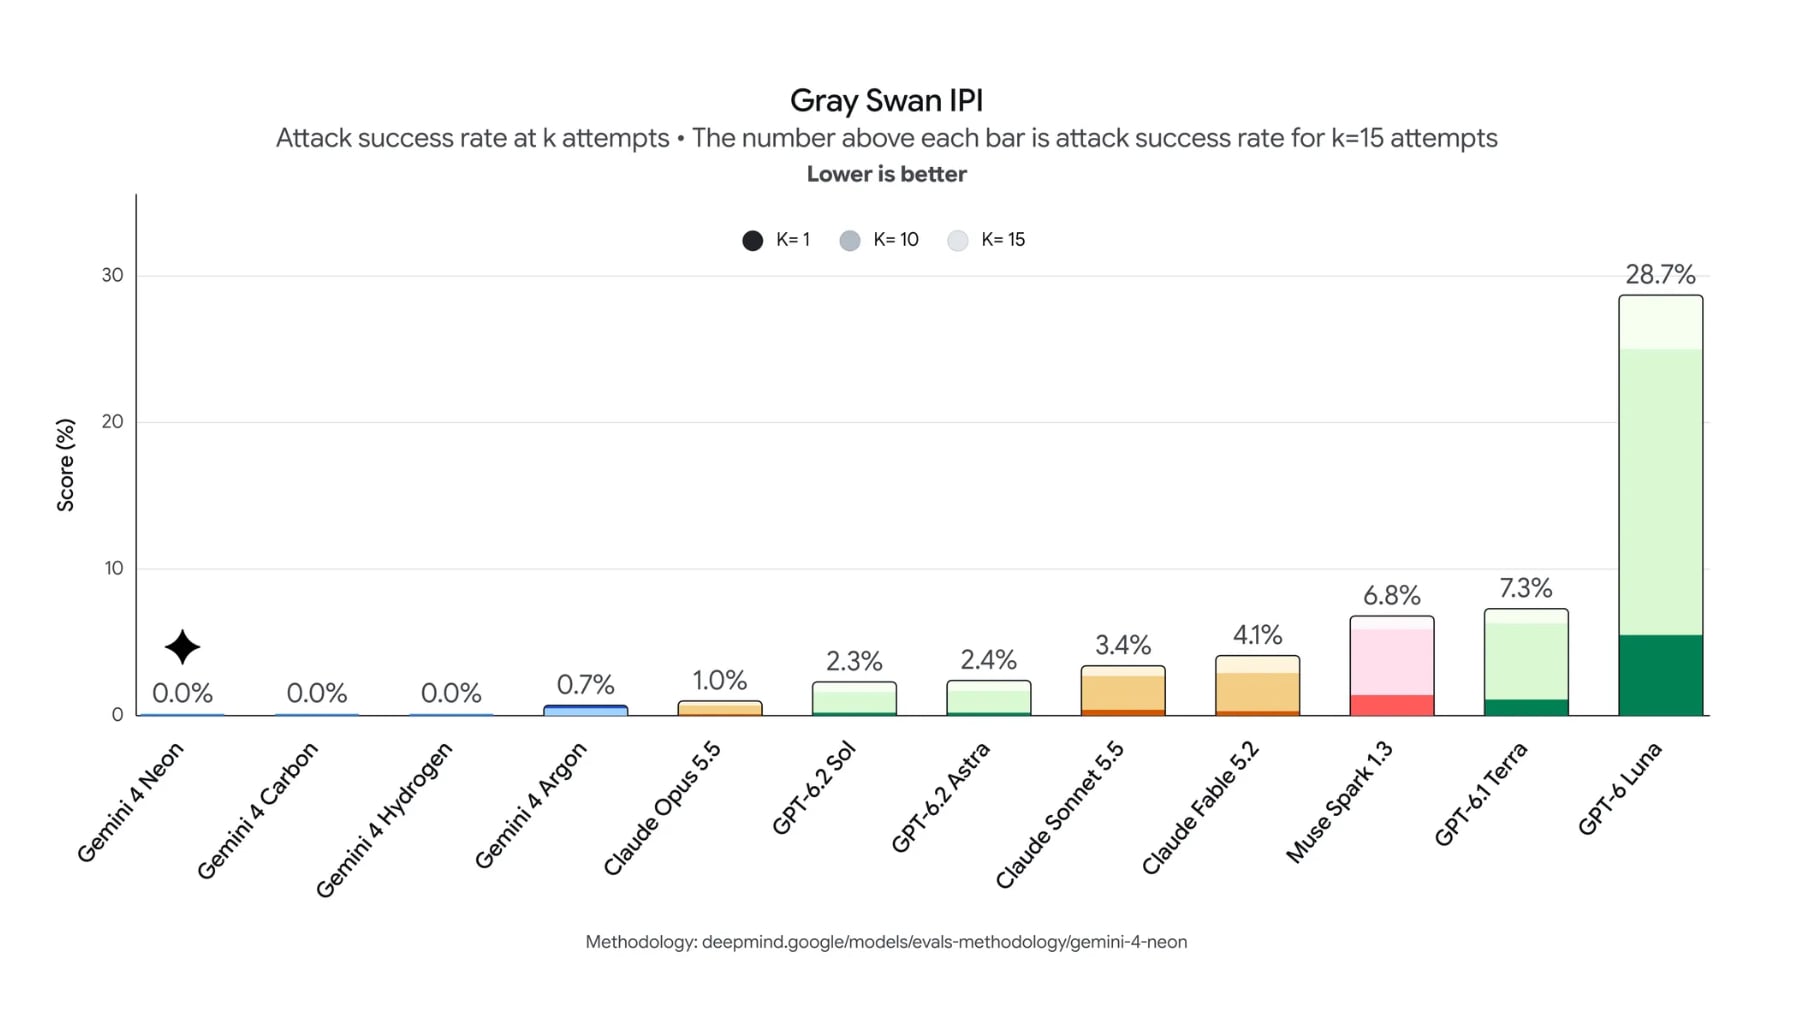 Gray Swan IPI
Attack success rate at k attempts • The number above each bar is attack success rate for k=15 attempts
Lower is better
K= 1
K= 10
K= 15
Score (%)
30
20
10
0
0.0%
0.0%
0.0%
0.7%
1.0%
2.3%
2.4%
3.4%
4.1%
6.8%
7.3%
28.7%
Gemini 4 Neon
Gemini 4 Carbon
Gemini 4 Hydrogen
Gemini 4 Argon
Claude Opus 5.5
GPT-6.2 Sol
GPT-6.2 Astra
Claude Sonnet 5.5
Claude Fable 5.2
Muse Spark 1.3
GPT-6.1 Terra
GPT-6 Luna
Methodology: deepmind.google/models/evals-methodology/gemini-4-neon